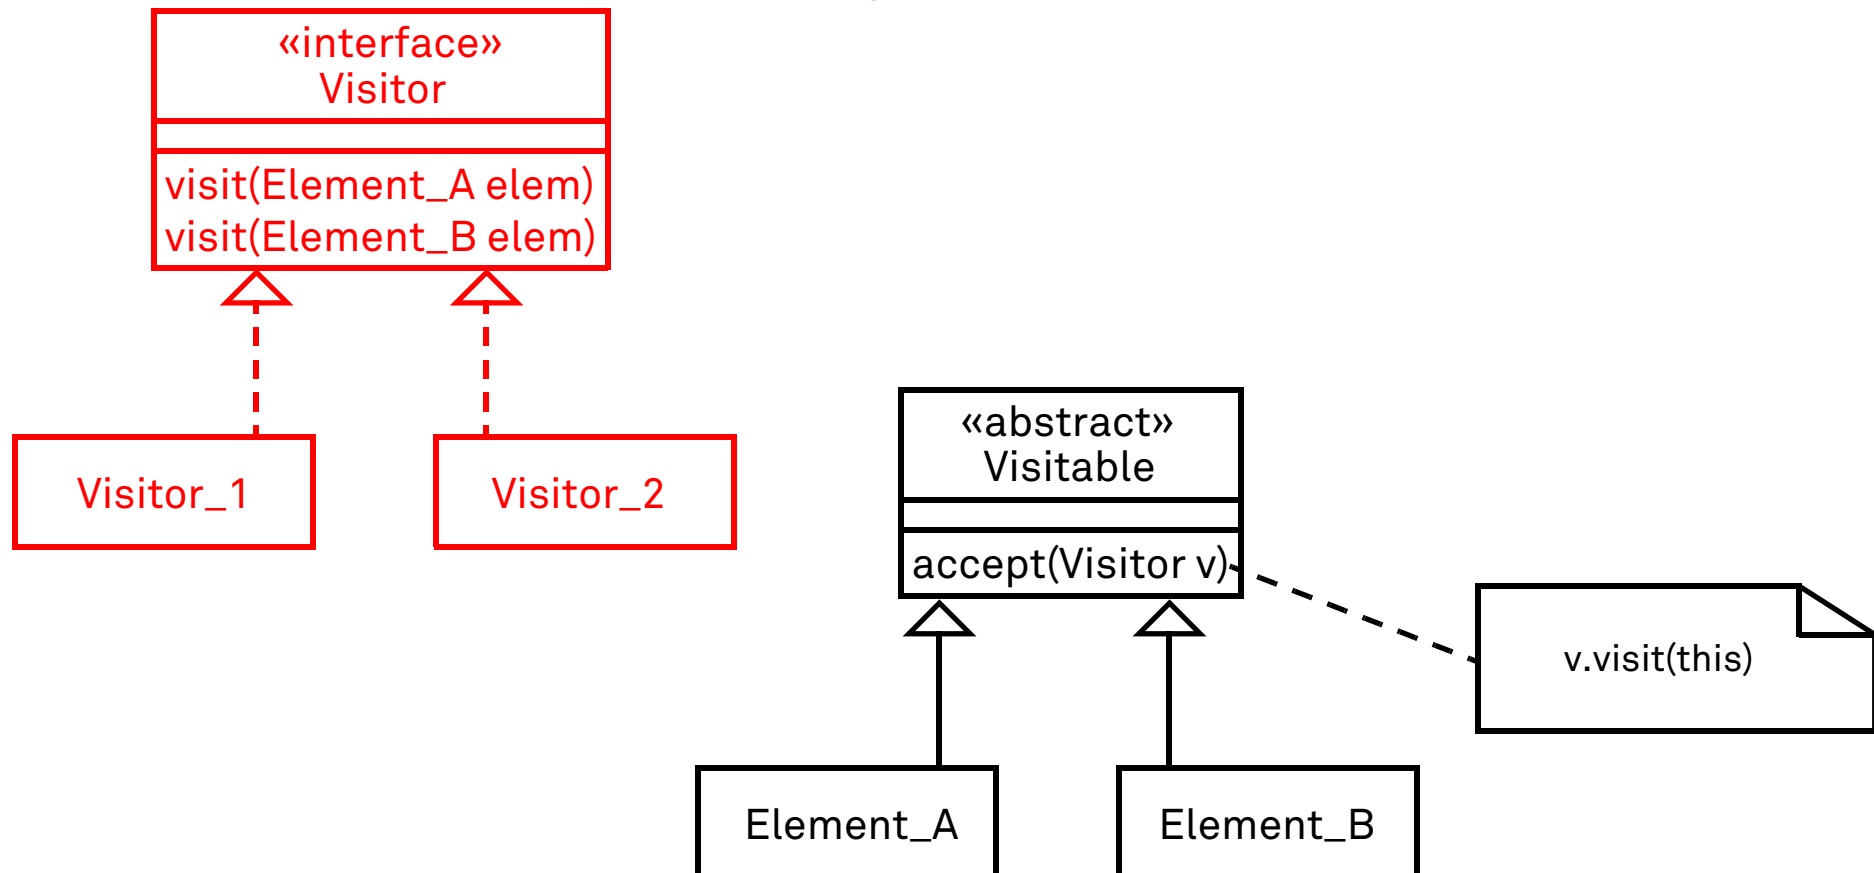 «interface»
Visitor
visit(Element_A elem)
visit(Element_B elem)
Visitor_1
Visitor_2
«abstract»
Visitable
accept(Visitor v)
v.visit(this)
Element_A
Element_B